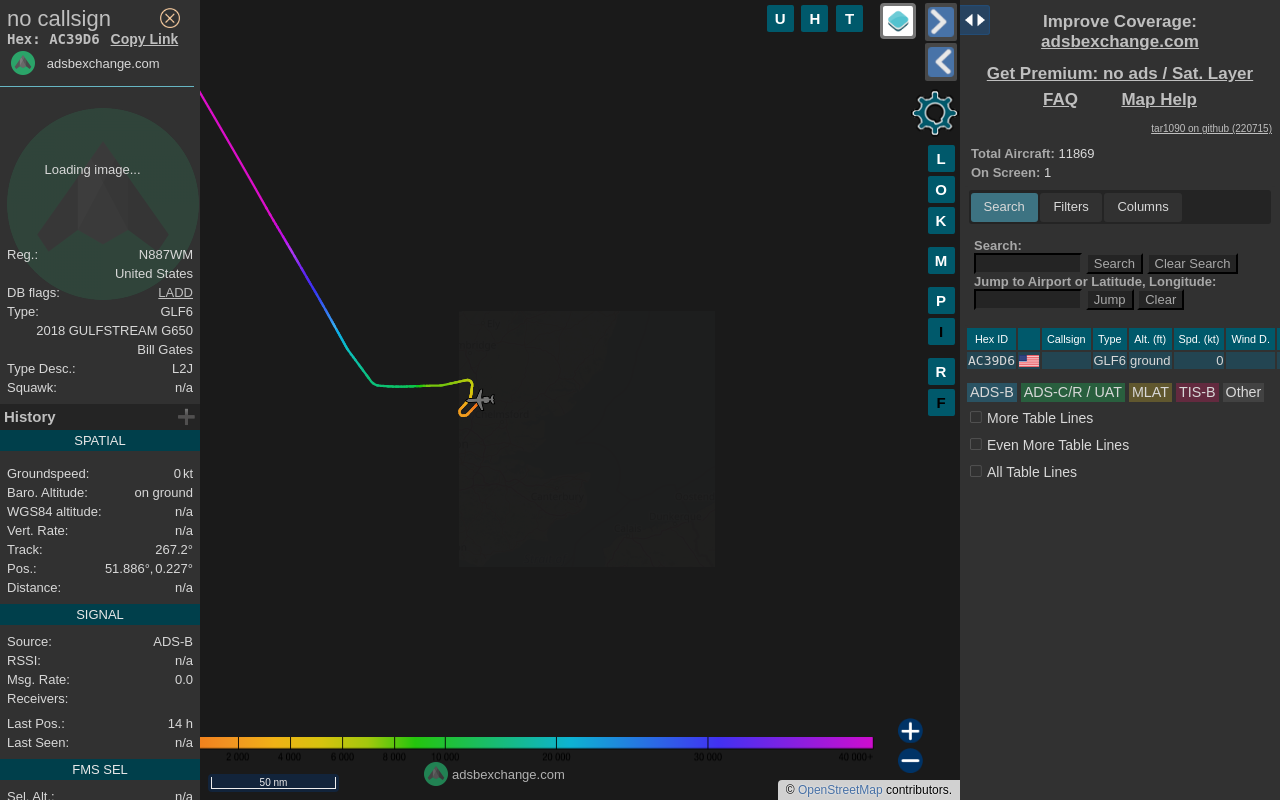 no callsign
Hex: AC39D6 Copy Link
adsbexchange.com
Loading image...
Reg.: N887WM
United States
DB flags: LADD
Type: GLF6
2018 GULFSTREAM G650
Bill Gates
Type Desc.: L2J
Squawk: n/a
History
SPATIAL
Groundspeed: 0 kt
Baro. Altitude: on ground
WGS84 altitude: n/a
Vert. Rate: n/a
Track: 267.2°
Pos.: 51.886°, 0.227°
Distance: n/a
SIGNAL
Source: ADS-B
RSSI: n/a
Msg. Rate: 0.0
Receivers:
Last Pos.: 14 h
Last Seen: n/a
FMS SEL
Sel. Alt.: n/a
U H T
L
O
K
M
P
I
R
F
2 000 4 000 6 000 8 000 10 000 20 000 30 000 40 000+
50 nm
adsbexchange.com
© OpenStreetMap contributors.
Improve Coverage:
adsbexchange.com
Get Premium: no ads / Sat. Layer
FAQ Map Help
tar1090 on github (220715)
Total Aircraft: 11869
On Screen: 1
Search Filters Columns
Search:
Search Clear Search
Jump to Airport or Latitude, Longitude:
Jump Clear
Hex ID Callsign Type Alt. (ft) Spd. (kt) Wind D.
AC39D6 GLF6 ground 0
ADS-B ADS-C/R / UAT MLAT TIS-B Other
More Table Lines
Even More Table Lines
All Table Lines